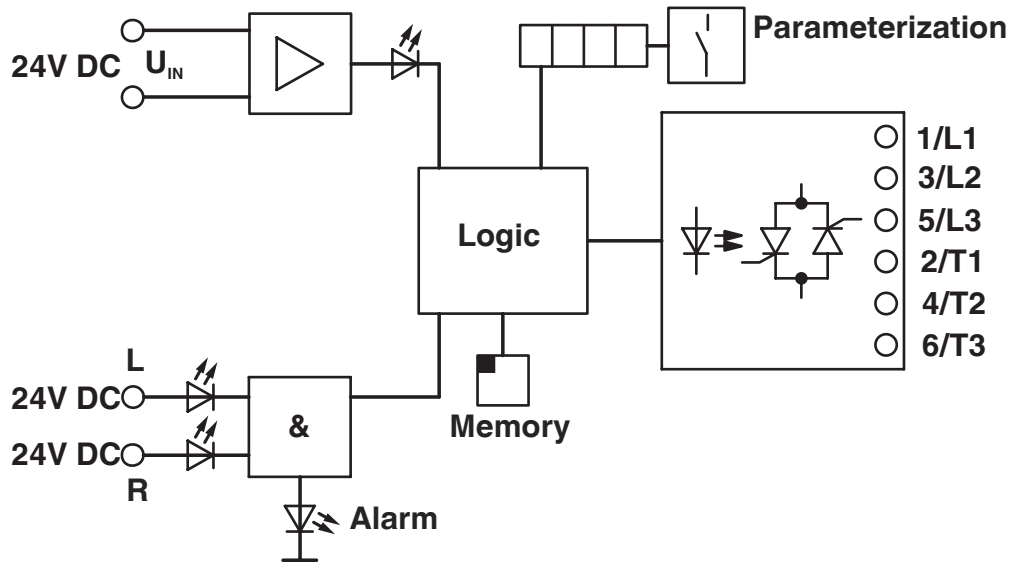 24V DC
U_IN
Parameterization
1/L1
3/L2
5/L3
2/T1
4/T2
6/T3
Logic
L
24V DC
24V DC
R
&
Memory
Alarm